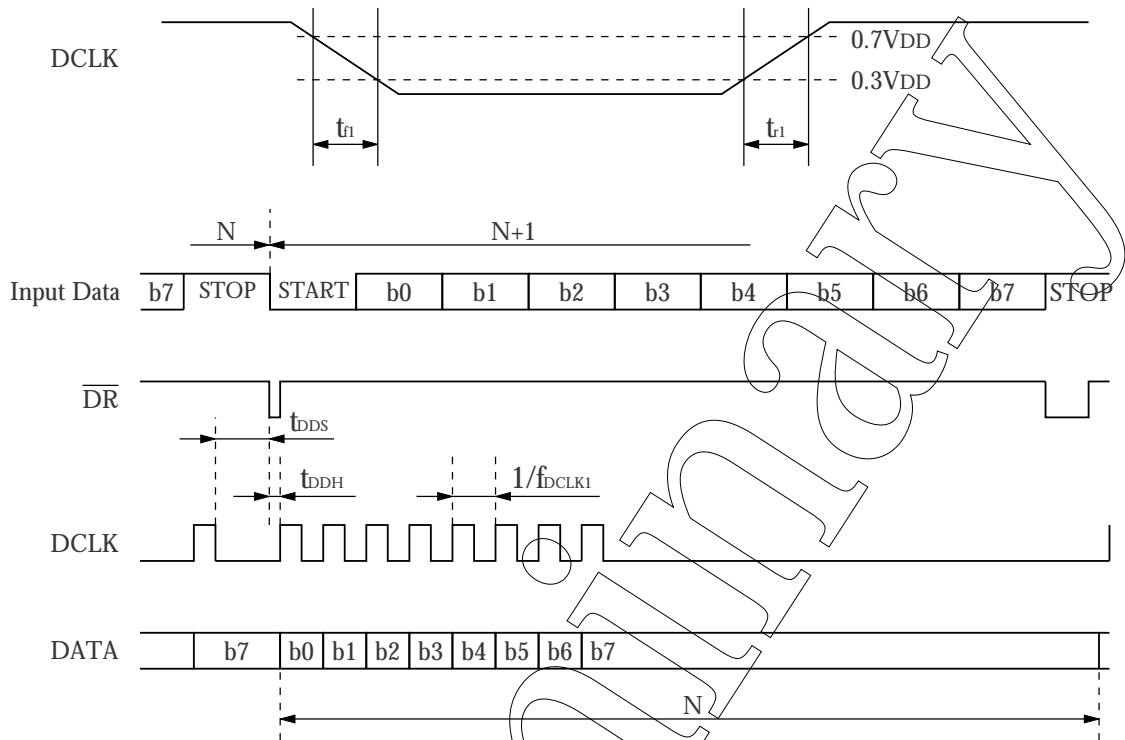 DCLK
0.7VDD
0.3VDD
tf1
tr1
N
N+1
Input Data b7 STOP START b0 b1 b2 b3 b4 b5 b6 b7 STOP
DR
tDDS
tDDH
1/fDCLK1
DCLK
DATA b7 b0 b1 b2 b3 b4 b5 b6 b7
N